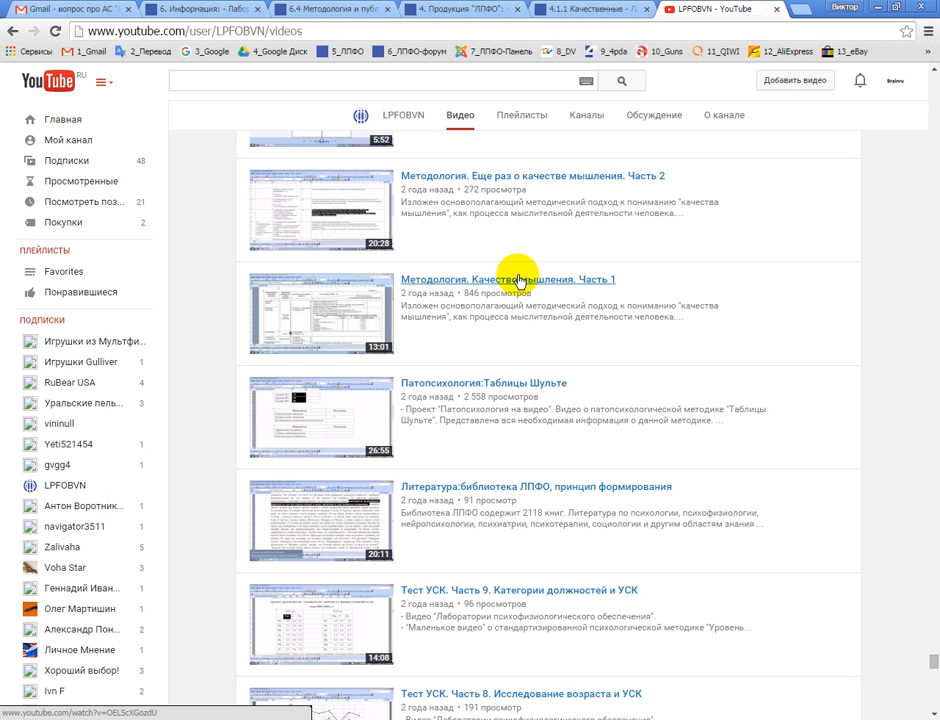 Gmail - вопрос про АС "
6. Информация: - Лабор
6.4 Методология и публ
4. Продукция "ЛПФО": -
4.1.1 Качественные - Л
LPFOBVN - YouTube
Виктор
www.youtube.com/user/LPFOBVN/videos
Сервисы
1_Gmail
2_Перевод
3_Google
4_Google Диск
5_ЛПФО
6_ЛПФО-форум
7_ЛПФО-Панель
8_DV
9_4pda
10_Guns
11_QIWI
12_AliExpress
13_eBay
»
YouTube RU
Добавить видео
Brainru
LPFOBVN
Видео
Плейлисты
Каналы
Обсуждение
О канале
Главная
Мой канал
Подписки 48
Просмотренные
Посмотреть поз... 21
Покупки 2
ПЛЕЙЛИСТЫ
Favorites
Понравившиеся
ПОДПИСКИ
Игрушки из Мультфи...
Игрушки Gulliver 1
RuBear USA 4
Уральские пель... 3
vininull
Yeti521454 1
gvgg4 1
LPFOBVN
Антон Воротник... 1
navigator3511 1
Zalivaha 5
Voha Star 1
Геннадий Иван... 1
Олег Мартишин 1
Александр Пон... 1
Личное Мнение 1
Хороший выбор! 3
Ivn F 2
5:52
Методология. Еще раз о качестве мышления. Часть 2
2 года назад • 272 просмотра
Изложен основополагающий методический подход к пониманию "качества
мышления", как процесса мыслительной деятельности человека....
20:28
Методология. Качество мышления. Часть 1
2 года назад • 846 просмотров
Изложен основополагающий методический подход к пониманию "качества
мышления", как процесса мыслительной деятельности человека....
13:01
Патопсихология:Таблицы Шульте
2 года назад • 2 558 просмотров
- Проект "Патопсихология на видео". Видео о патопсихологической методике "Таблицы
Шульте". Представлена вся необходимая информация о данной методике. ...
26:55
Литература:библиотека ЛПФО, принцип формирования
2 года назад • 91 просмотр
Библиотека ЛПФО содержит 2118 книг. Литература по психологии, психофизиологии,
нейропсихологии, психиатрии, психотерапии, социологии и другим областям знания ...
20:11
Тест УСК. Часть 9. Категории должностей и УСК
2 года назад • 96 просмотров
- Видео "Лаборатории психофизиологического обеспечения".
- "Маленькое видео" о стандартизированной психологической методике "Уровень...
14:08
Тест УСК. Часть 8. Исследование возраста и УСК
2 года назад • 191 просмотр
- Видео "Лаборатории психофизиологического обеспечения".
www.youtube.com/watch?v=OEL5cXGozdU